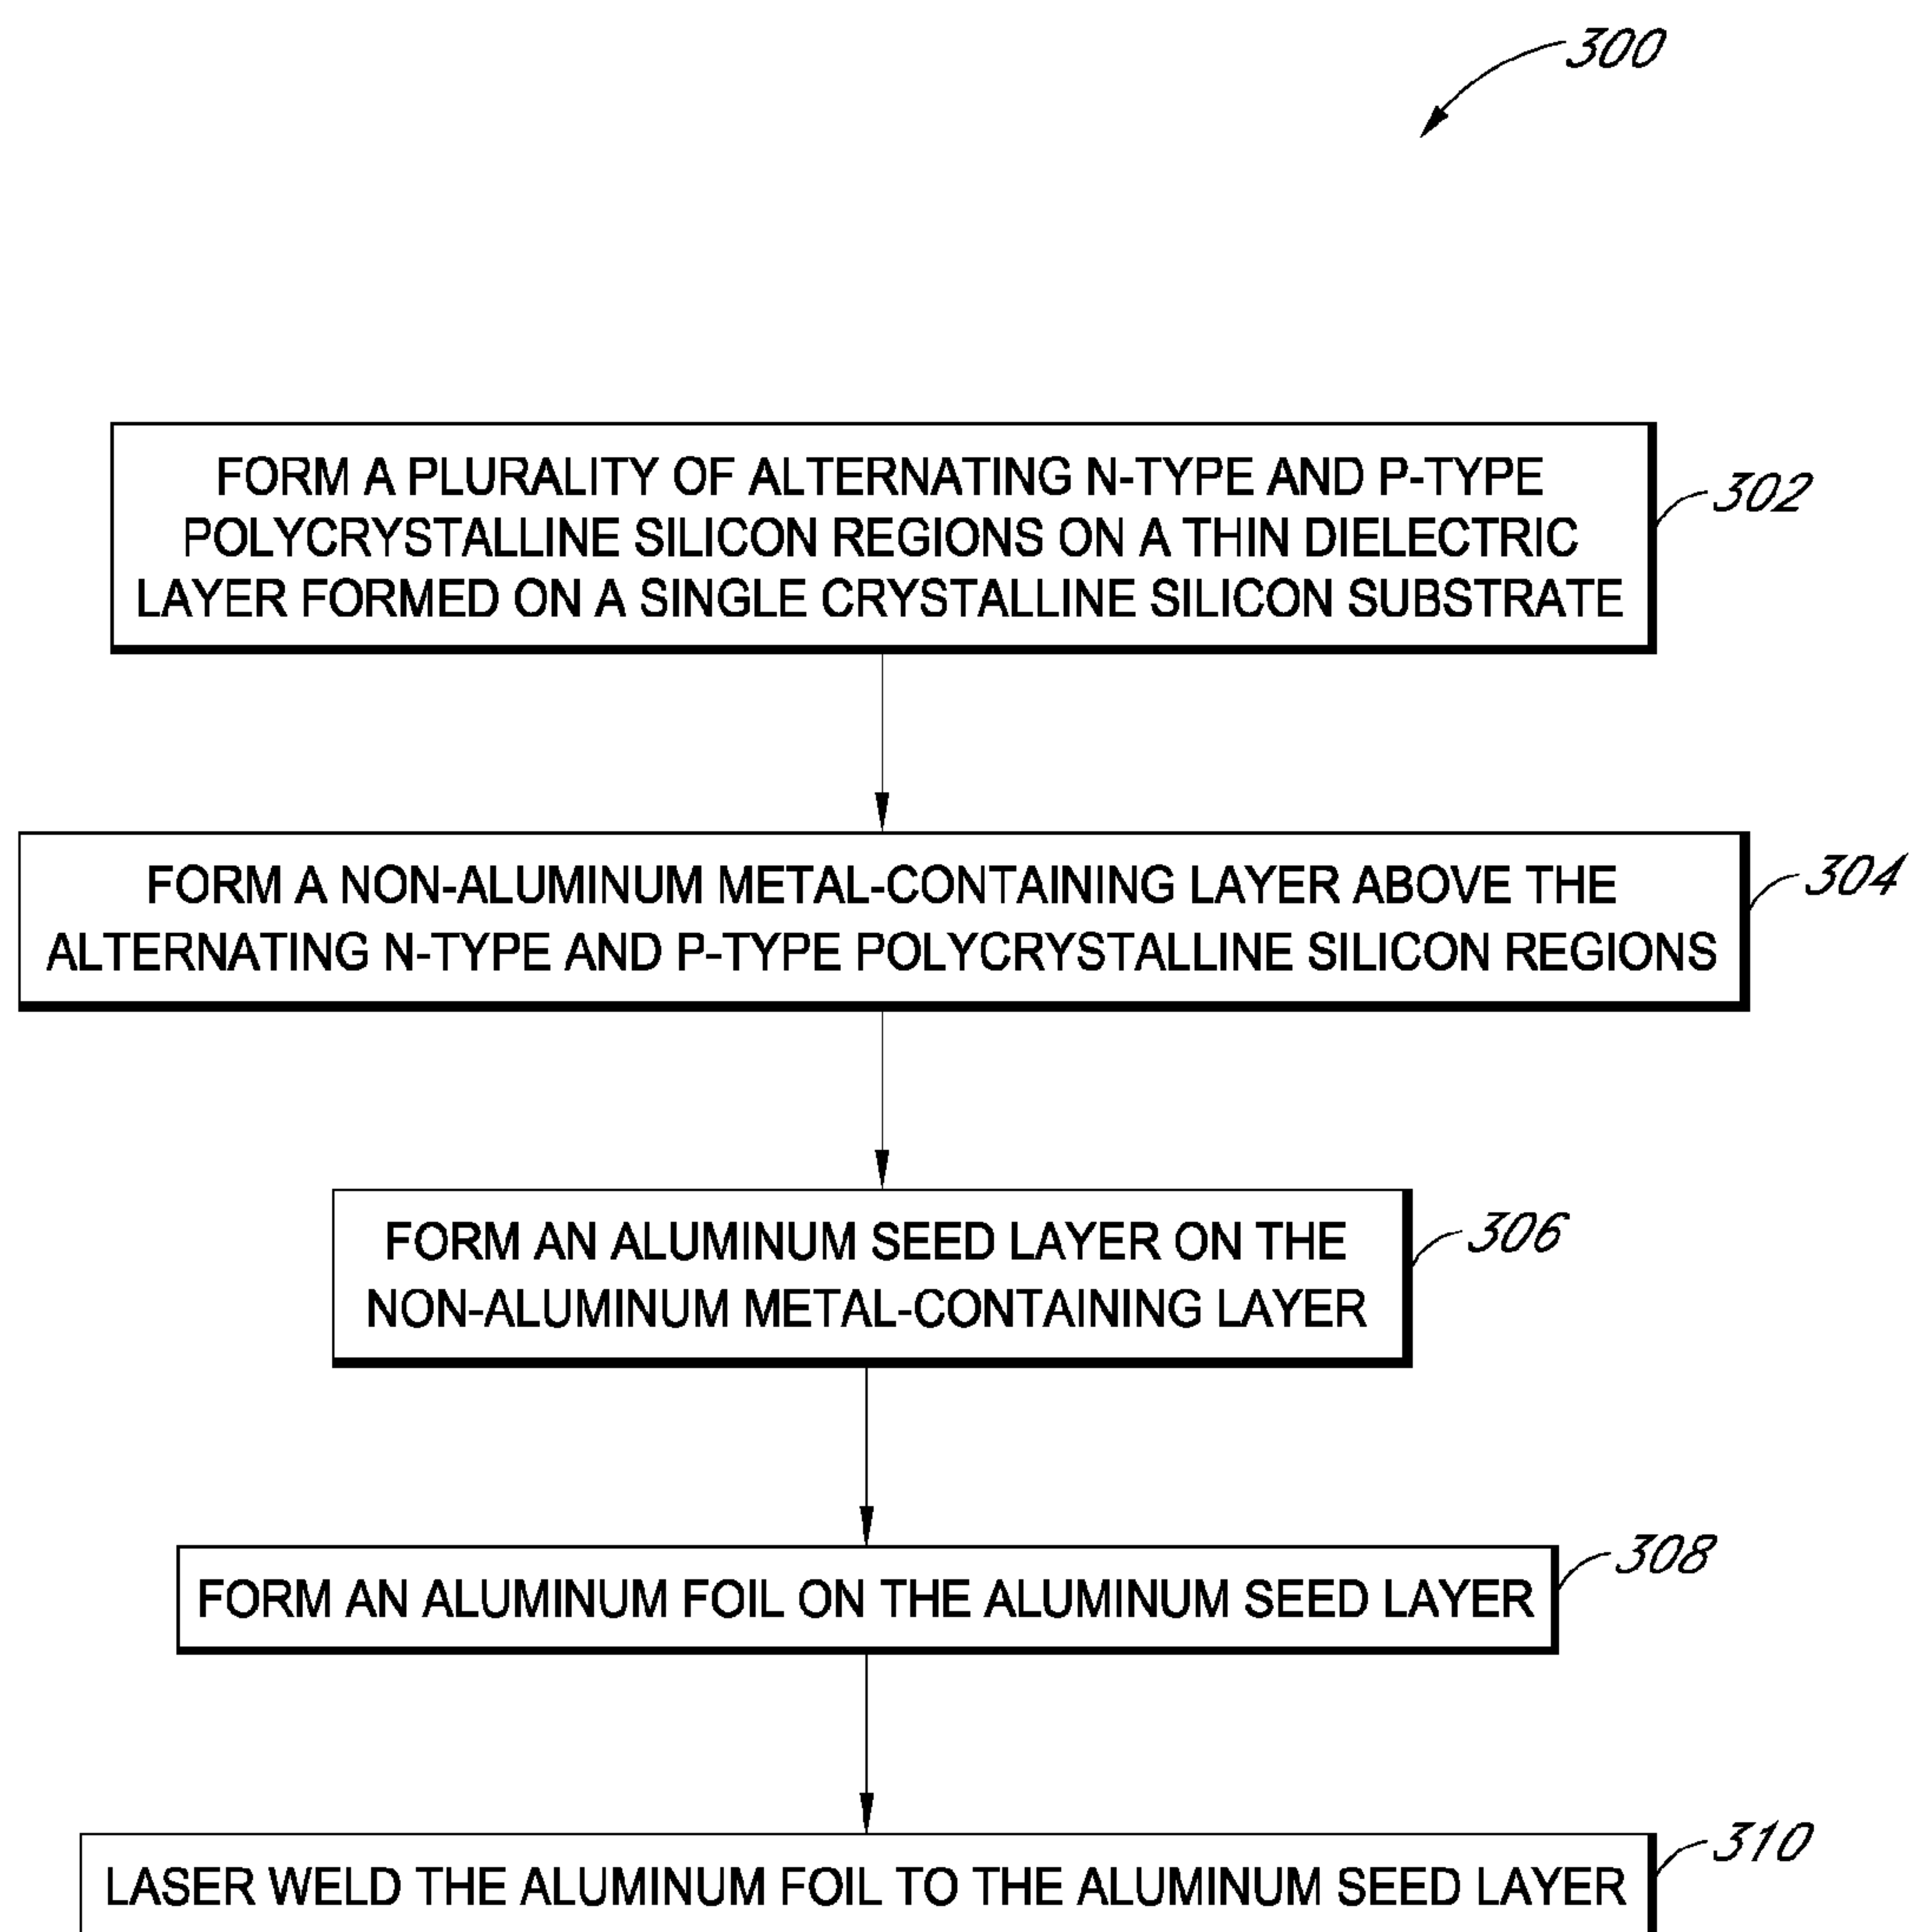 300
FORM A PLURALITY OF ALTERNATING N-TYPE AND P-TYPE
POLYCRYSTALLINE SILICON REGIONS ON A THIN DIELECTRIC
LAYER FORMED ON A SINGLE CRYSTALLINE SILICON SUBSTRATE
302
FORM A NON-ALUMINUM METAL-CONTAINING LAYER ABOVE THE
ALTERNATING N-TYPE AND P-TYPE POLYCRYSTALLINE SILICON REGIONS
304
FORM AN ALUMINUM SEED LAYER ON THE
NON-ALUMINUM METAL-CONTAINING LAYER
306
FORM AN ALUMINUM FOIL ON THE ALUMINUM SEED LAYER
308
LASER WELD THE ALUMINUM FOIL TO THE ALUMINUM SEED LAYER
310